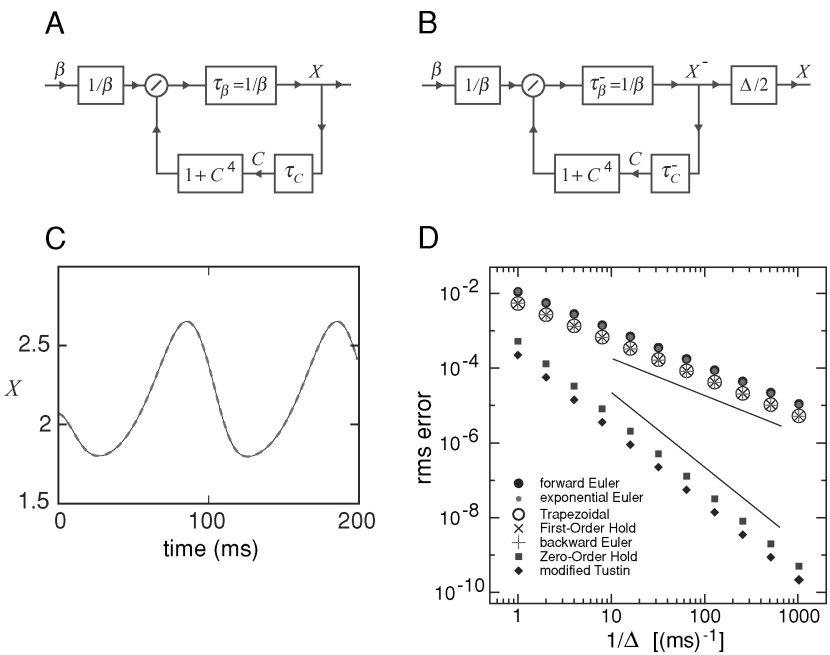 A
β
1/β
τβ=1/β
X
C
1+C⁴
τC
B
β
1/β
τβ⁻=1/β
X⁻
Δ/2
X
C
1+C⁴
τC⁻
C
2.5
X
2
1.5
0
100
200
time (ms)
D
10⁻²
10⁻⁴
10⁻⁶
10⁻⁸
10⁻¹⁰
rms error
forward Euler
exponential Euler
Trapezoidal
First-Order Hold
backward Euler
Zero-Order Hold
modified Tustin
1
10
100
1000
1/Δ [(ms)⁻¹]